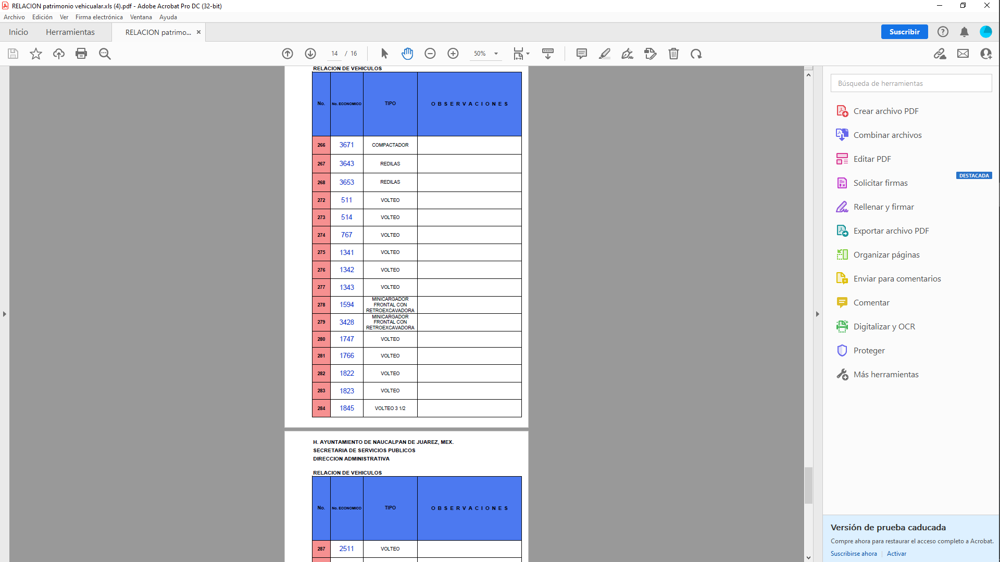 RELACION patrimonio vehicualar.xls (4).pdf - Adobe Acrobat Pro DC (32-bit)
Archivo Edición Ver Firma electrónica Ventana Ayuda
Inicio Herramientas RELACION patrimo... ×
Suscribir
14 / 16
50%
RELACION DE VEHICULOS
No. No. ECONOMICO TIPO O B S E R V A C I O N E S
266 3671 COMPACTADOR
267 3643 REDILAS
268 3653 REDILAS
272 511 VOLTEO
273 514 VOLTEO
274 767 VOLTEO
275 1341 VOLTEO
276 1342 VOLTEO
277 1343 VOLTEO
278 1594 MINICARGADOR
FRONTAL CON
RETROEXCAVADORA
279 3428 MINICARGADOR
FRONTAL CON
RETROEXCAVADORA
280 1747 VOLTEO
281 1766 VOLTEO
282 1822 VOLTEO
283 1823 VOLTEO
284 1845 VOLTEO 3 1/2
H. AYUNTAMIENTO DE NAUCALPAN DE JUAREZ, MEX.
SECRETARIA DE SERVICIOS PUBLICOS
DIRECCION ADMINISTRATIVA
RELACION DE VEHICULOS
No. No. ECONOMICO TIPO O B S E R V A C I O N E S
287 2511 VOLTEO
Búsqueda de herramientas
Crear archivo PDF
Combinar archivos
Editar PDF
DESTACADA
Solicitar firmas
Rellenar y firmar
Exportar archivo PDF
Organizar páginas
Enviar para comentarios
Comentar
Digitalizar y OCR
Proteger
Más herramientas
Versión de prueba caducada
Compre ahora para restaurar el acceso completo a Acrobat.
Suscribirse ahora | Activar